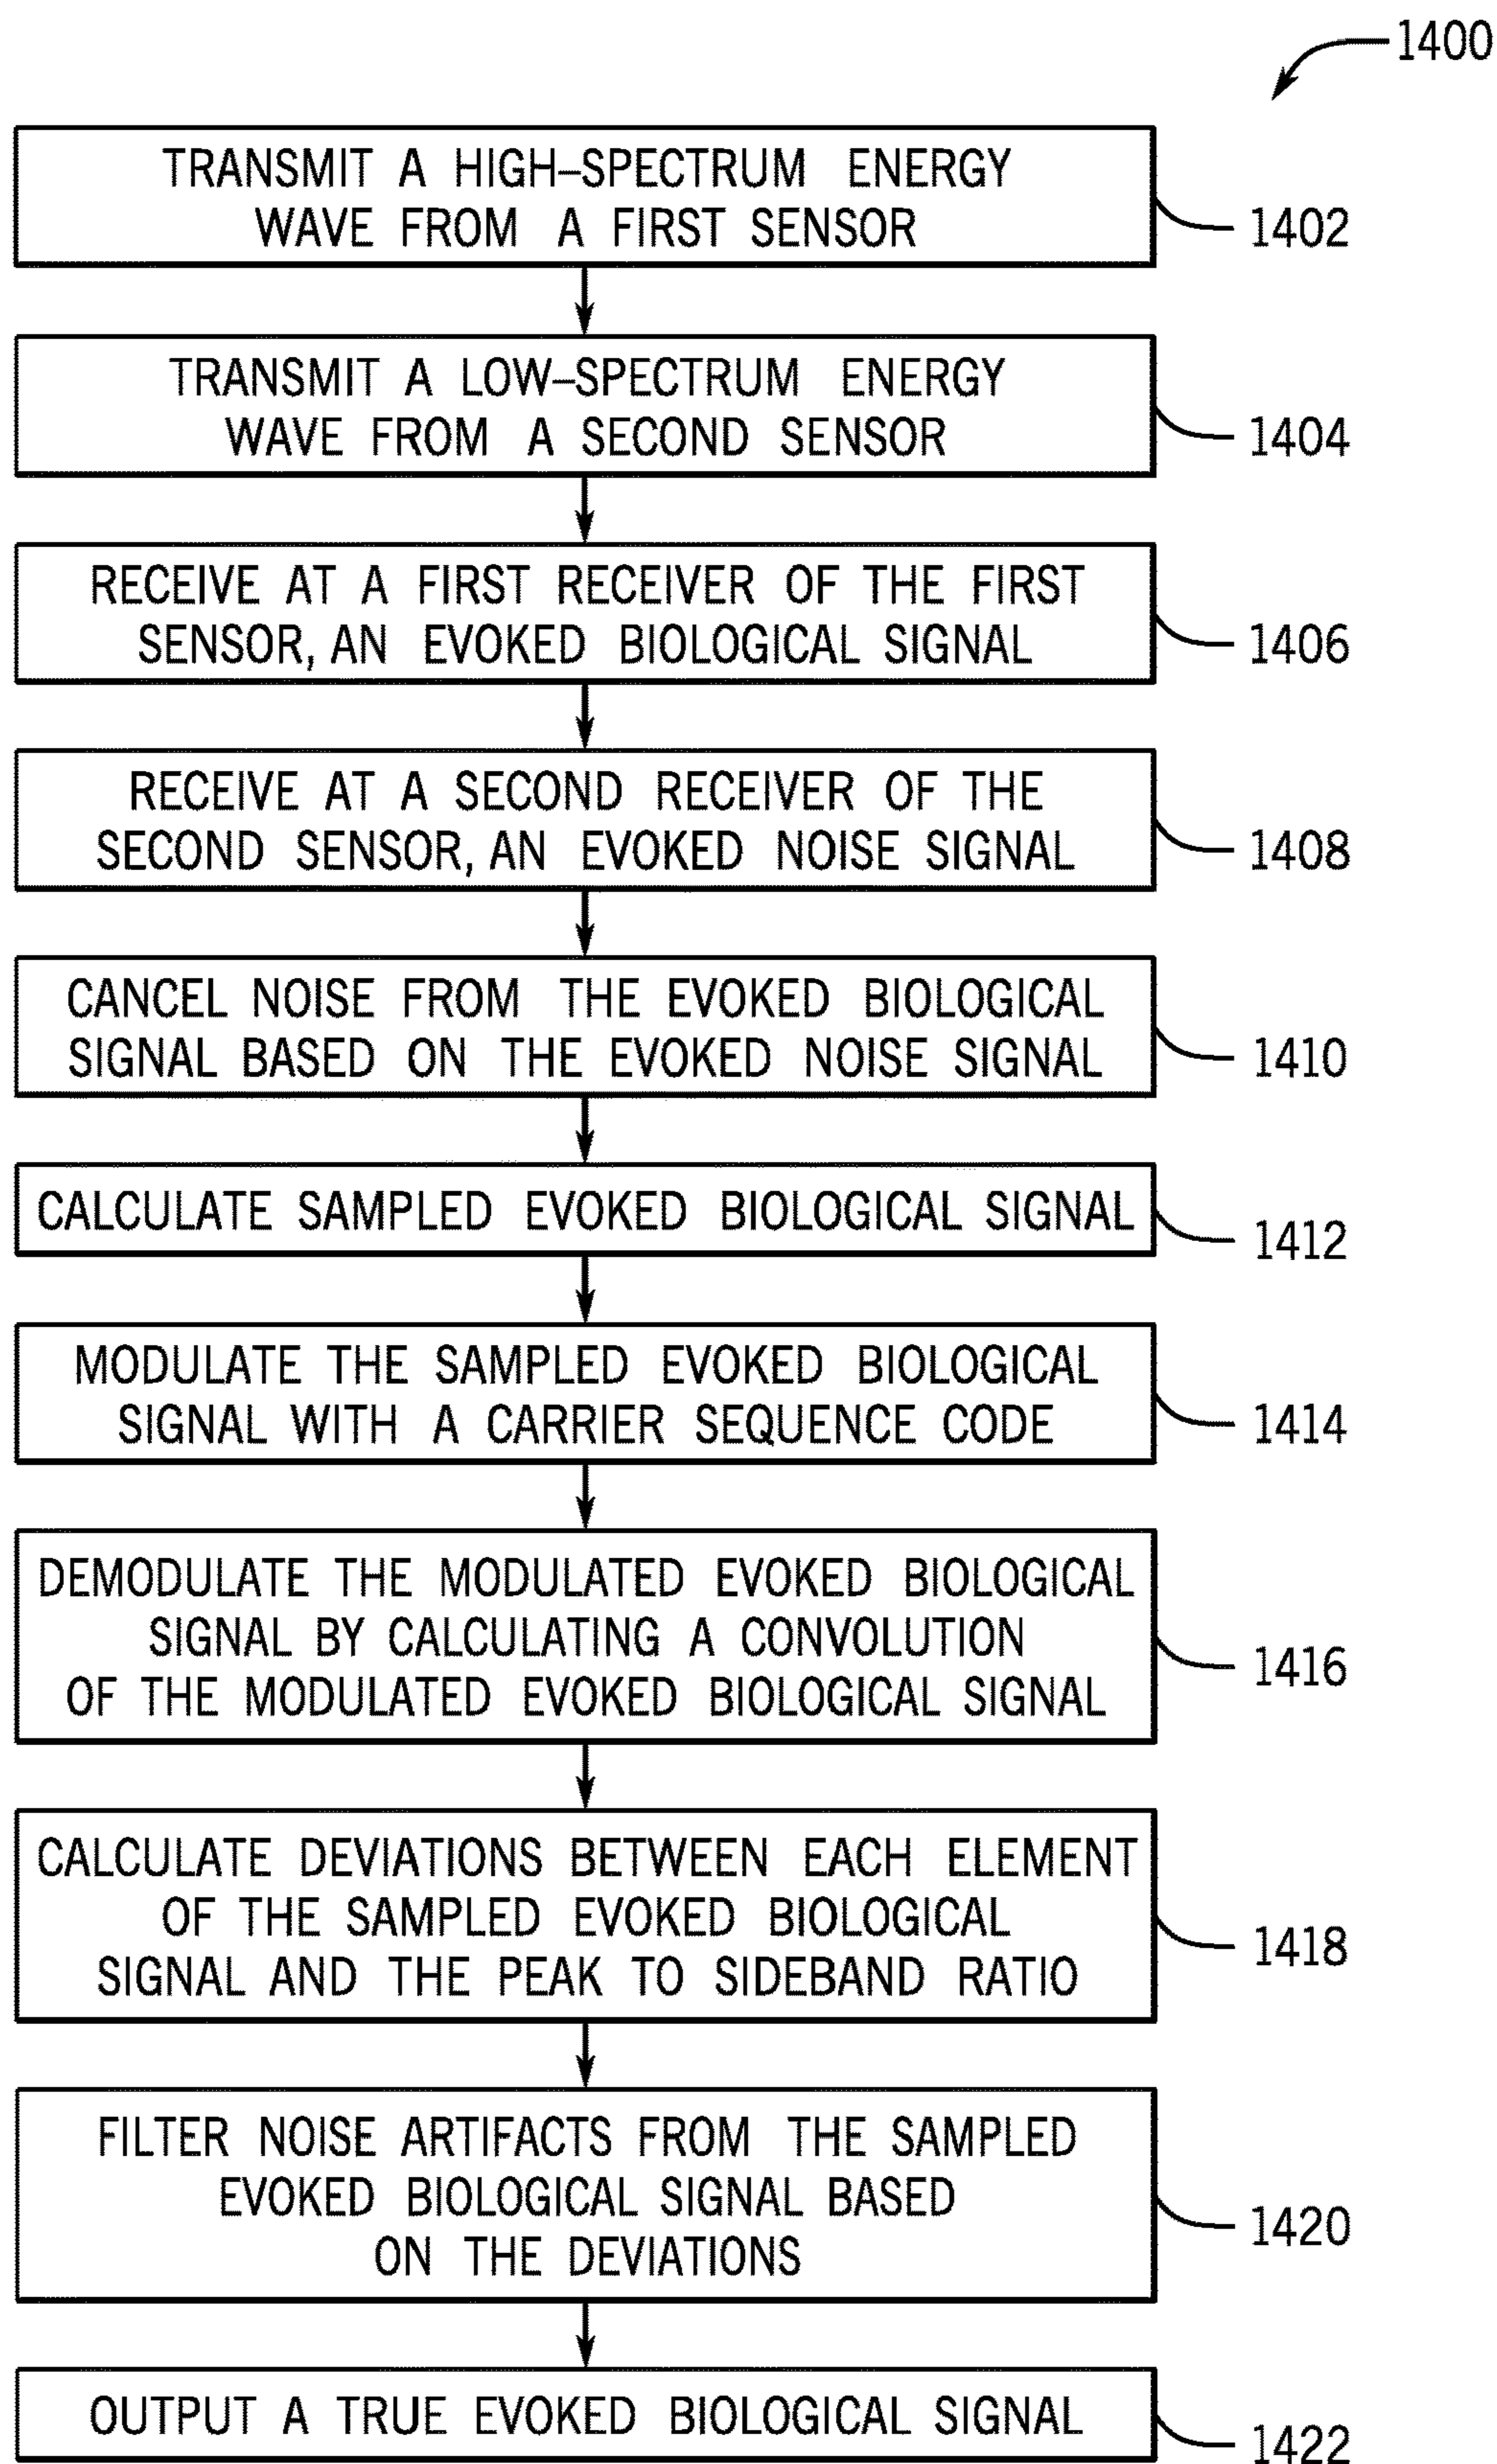 1400
TRANSMIT A HIGH–SPECTRUM ENERGY
WAVE FROM A FIRST SENSOR
1402
TRANSMIT A LOW–SPECTRUM ENERGY
WAVE FROM A SECOND SENSOR
1404
RECEIVE AT A FIRST RECEIVER OF THE FIRST
SENSOR, AN EVOKED BIOLOGICAL SIGNAL
1406
RECEIVE AT A SECOND RECEIVER OF THE
SECOND SENSOR, AN EVOKED NOISE SIGNAL
1408
CANCEL NOISE FROM THE EVOKED BIOLOGICAL
SIGNAL BASED ON THE EVOKED NOISE SIGNAL
1410
CALCULATE SAMPLED EVOKED BIOLOGICAL SIGNAL
1412
MODULATE THE SAMPLED EVOKED BIOLOGICAL
SIGNAL WITH A CARRIER SEQUENCE CODE
1414
DEMODULATE THE MODULATED EVOKED BIOLOGICAL
SIGNAL BY CALCULATING A CONVOLUTION
OF THE MODULATED EVOKED BIOLOGICAL SIGNAL
1416
CALCULATE DEVIATIONS BETWEEN EACH ELEMENT
OF THE SAMPLED EVOKED BIOLOGICAL
SIGNAL AND THE PEAK TO SIDEBAND RATIO
1418
FILTER NOISE ARTIFACTS FROM THE SAMPLED
EVOKED BIOLOGICAL SIGNAL BASED
ON THE DEVIATIONS
1420
OUTPUT A TRUE EVOKED BIOLOGICAL SIGNAL
1422